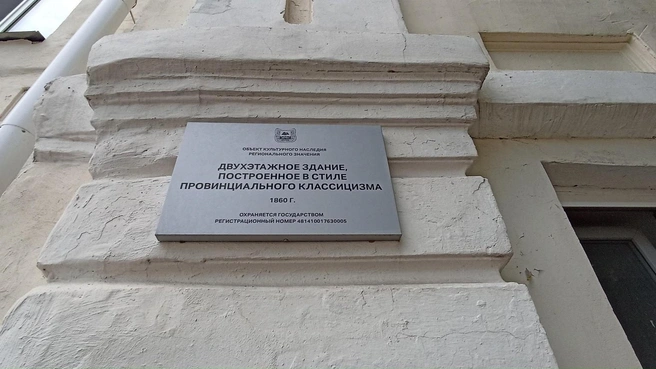 ОБЪЕКТ КУЛЬТУРНОГО НАСЛЕДИЯ
РЕГИОНАЛЬНОГО ЗНАЧЕНИЯ
ДВУХЭТАЖНОЕ ЗДАНИЕ,
ПОСТРОЕННОЕ В СТИЛЕ
ПРОВИНЦИАЛЬНОГО КЛАССИЦИЗМА
1860 Г.
ОХРАНЯЕТСЯ ГОСУДАРСТВОМ
РЕГИСТРАЦИОННЫЙ НОМЕР 481410017630005